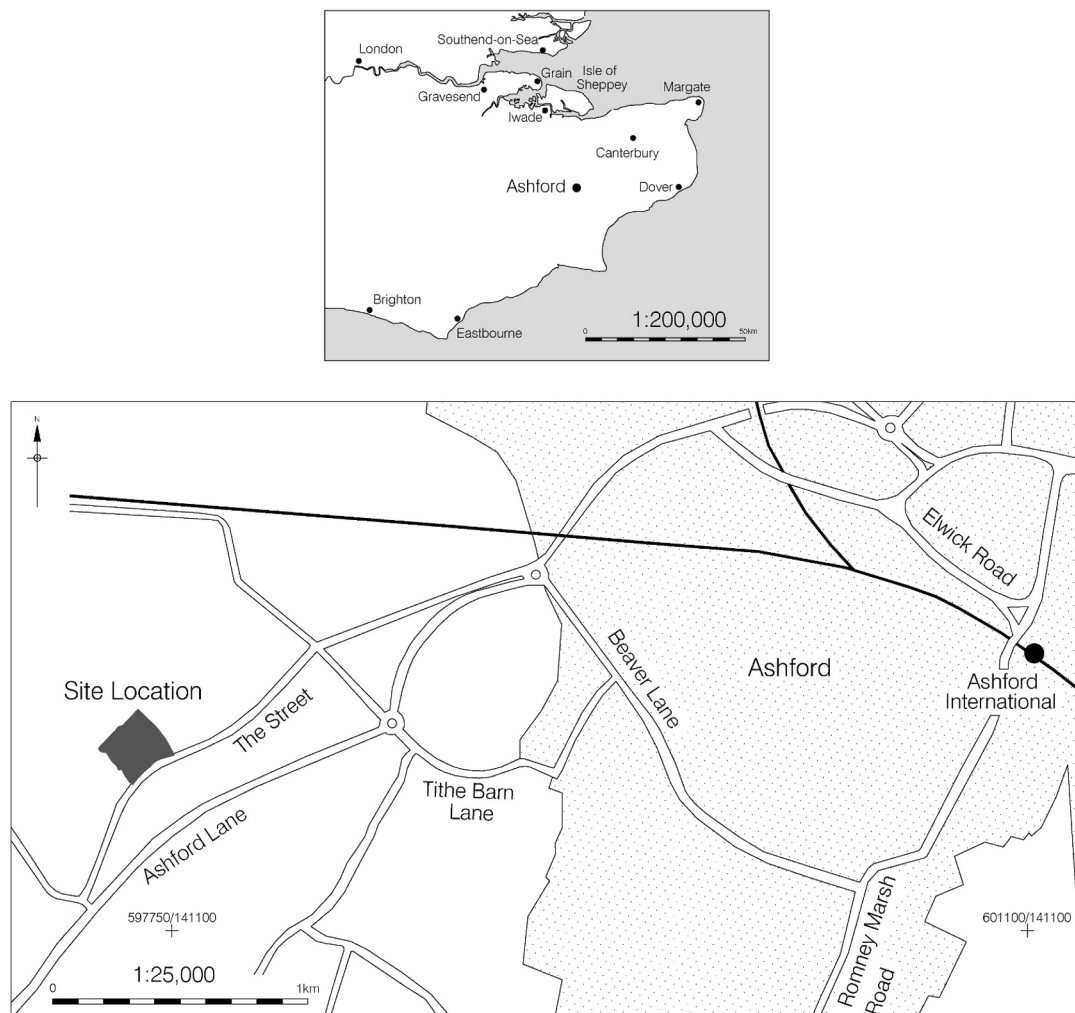 London
Southend-on-Sea
Grain
Isle of
Sheppey
Gravesend
Iwade
Margate
Canterbury
Ashford
Dover
Brighton
Eastbourne
1:200,000
0
50km
N
Elwick Road
Beaver Lane
Ashford
Ashford
International
Site Location
The Street
Tithe Barn
Lane
Ashford Lane
Romney Marsh
Road
597750/141100
601100/141100
1:25,000
0
1km